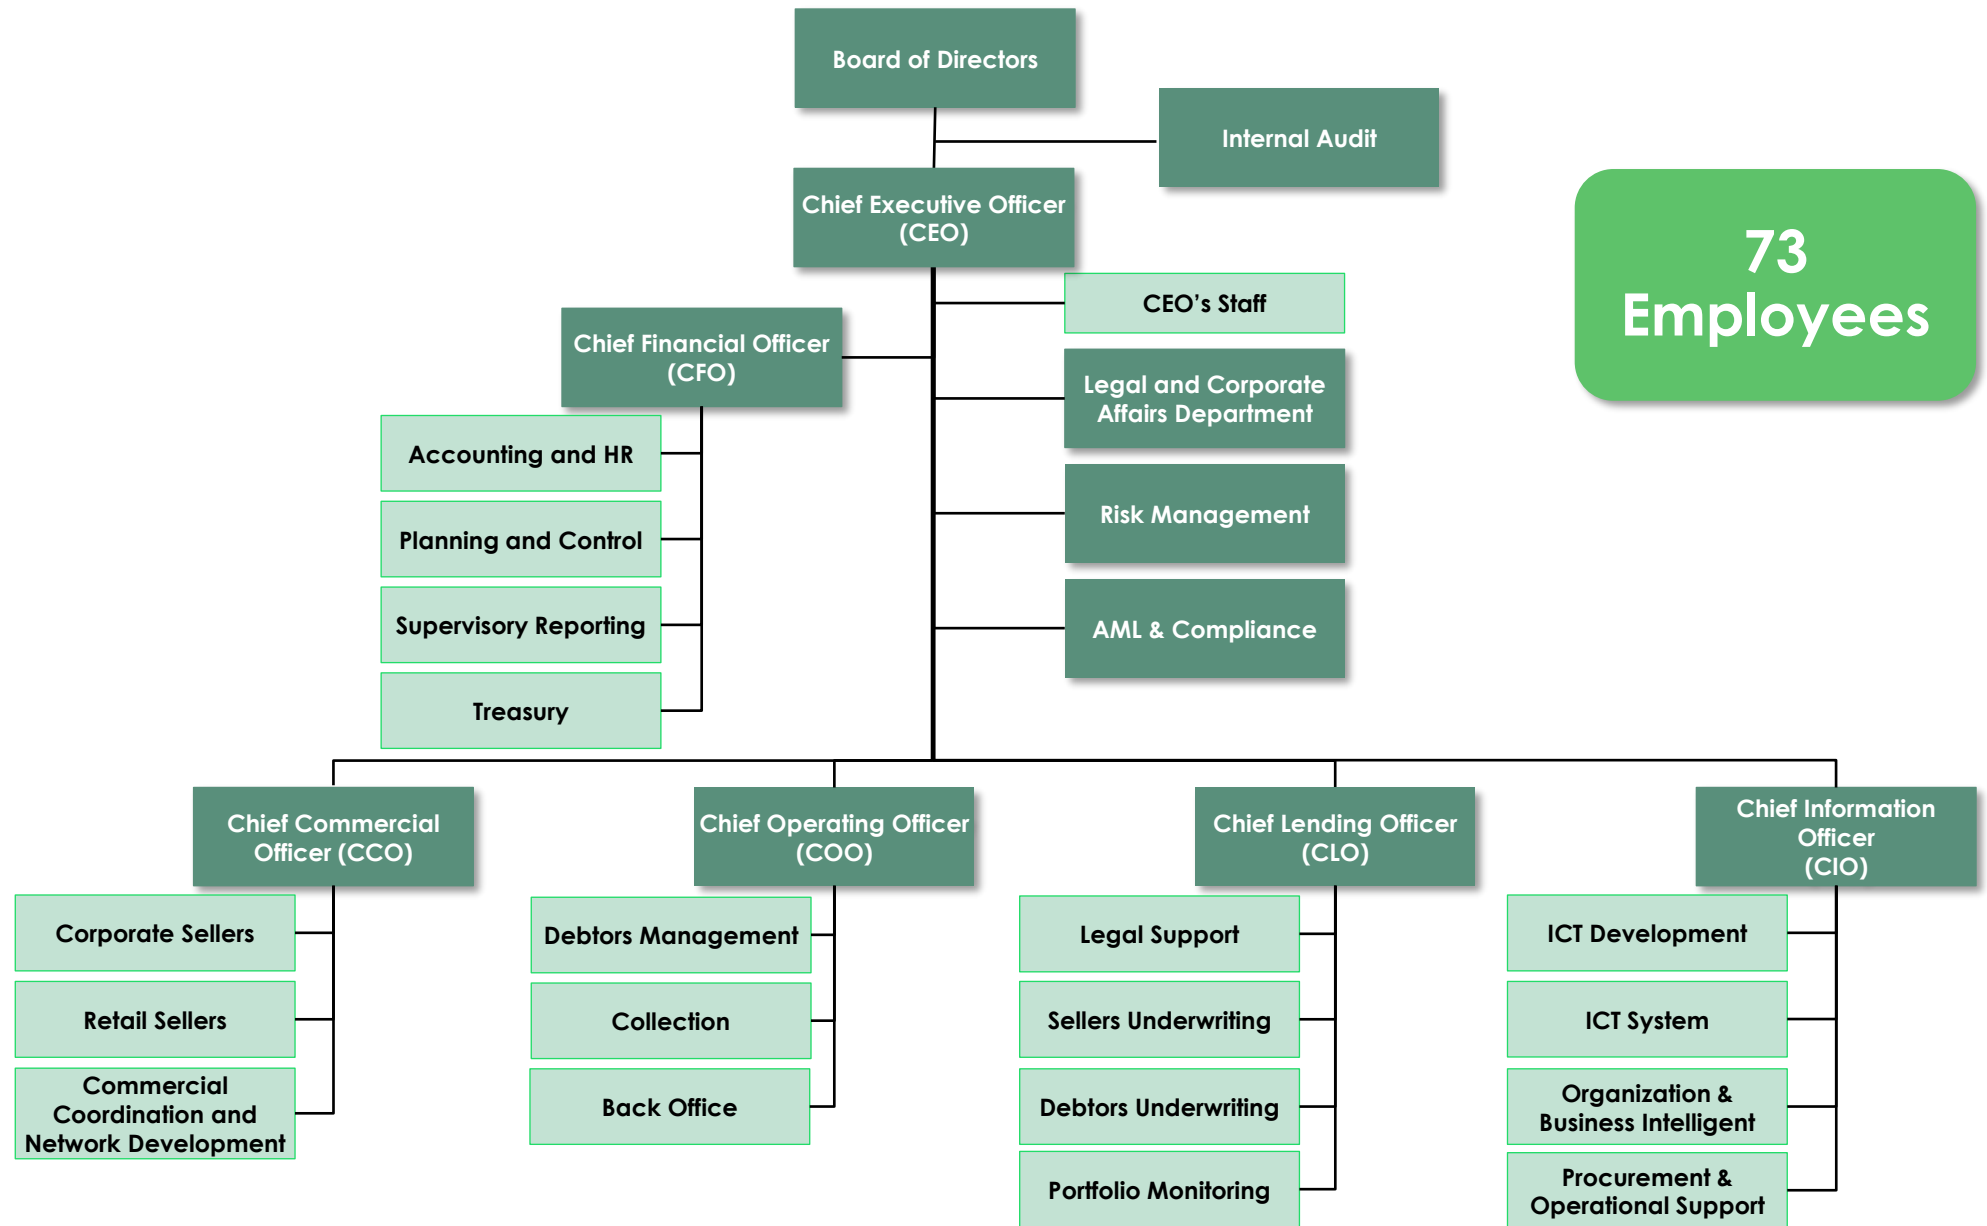 Board of Directors
Internal Audit
Chief Executive Officer
(CEO)
73
Employees
CEO’s Staff
Chief Financial Officer
(CFO)
Legal and Corporate
Affairs Department
Accounting and HR
Risk Management
Planning and Control
Supervisory Reporting
AML & Compliance
Treasury
Chief Commercial
Officer (CCO)
Chief Operating Officer
(COO)
Chief Lending Officer
(CLO)
Chief Information
Officer
(CIO)
Corporate Sellers
Retail Sellers
Commercial
Coordination and
Network Development
Debtors Management
Collection
Back Office
Legal Support
Sellers Underwriting
Debtors Underwriting
Portfolio Monitoring
ICT Development
ICT System
Organization &
Business Intelligent
Procurement &
Operational Support